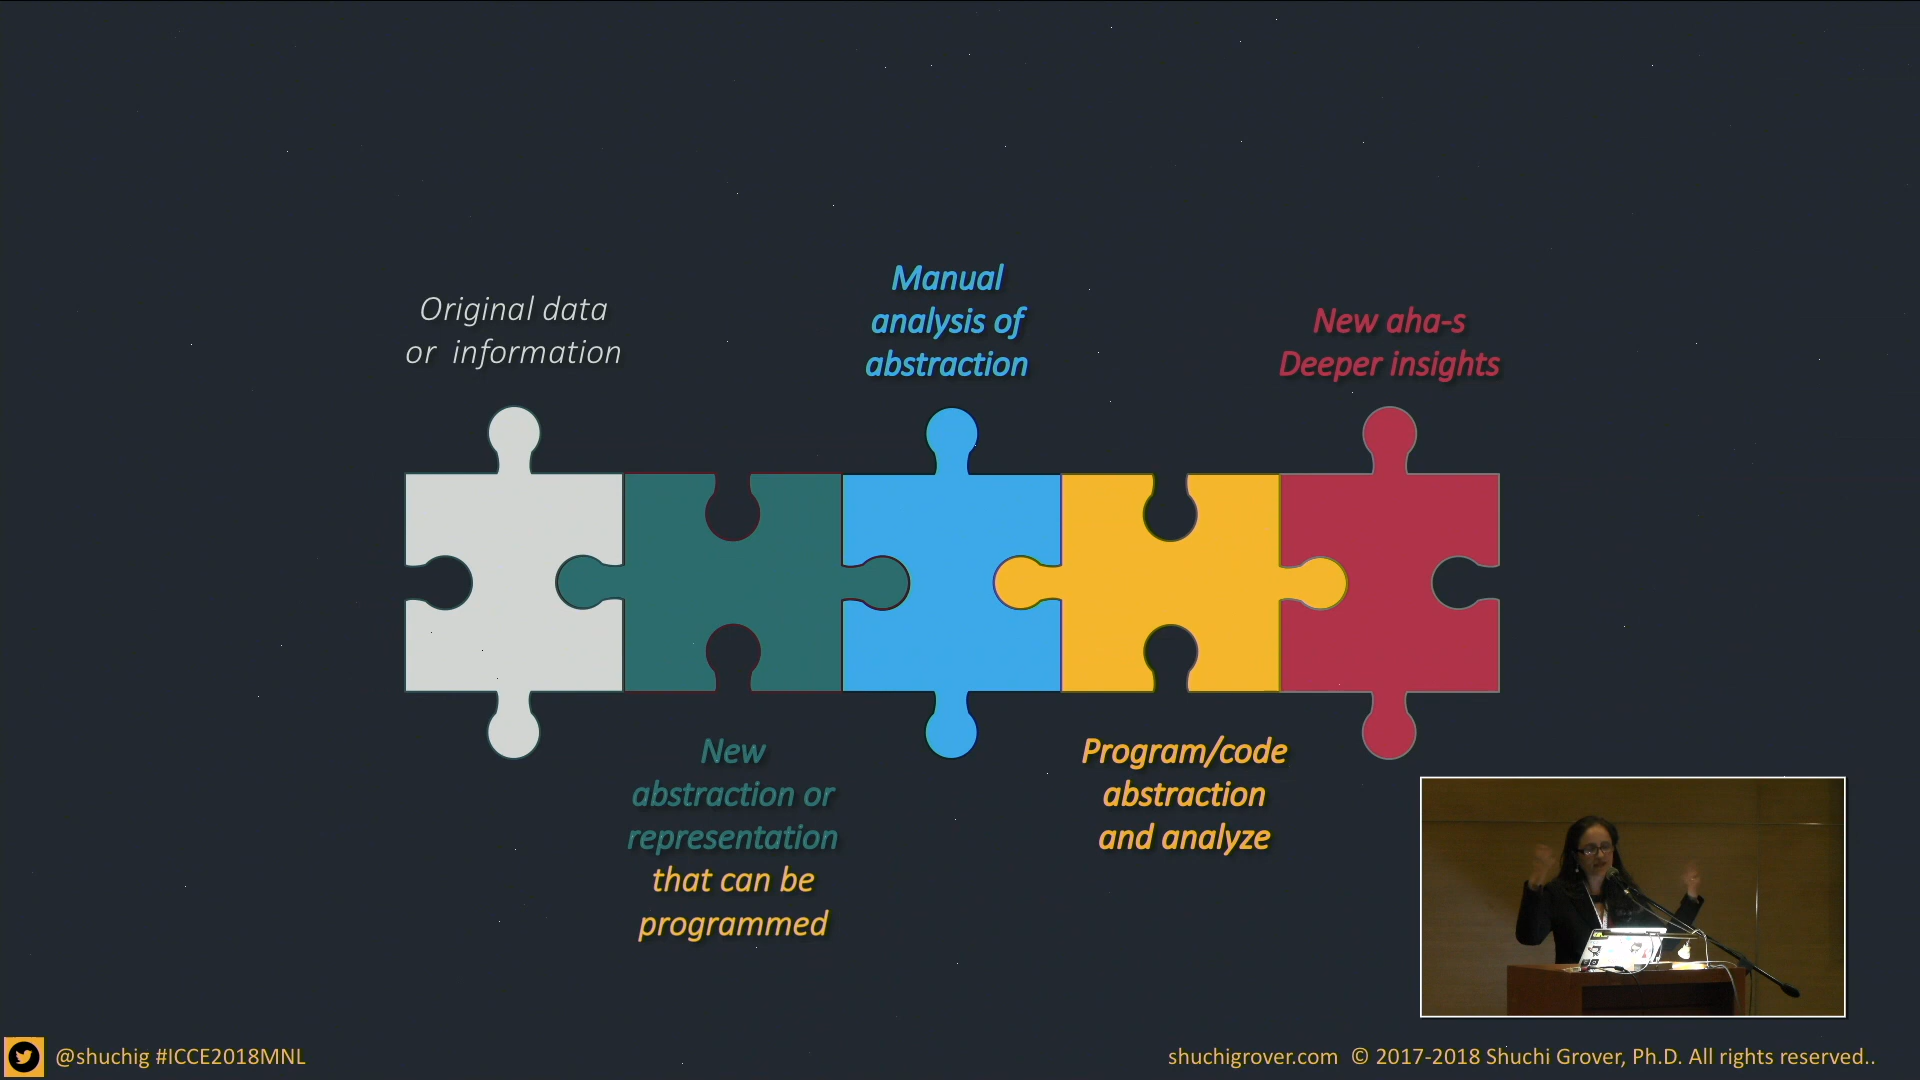 Original data
or information
Manual
analysis of
abstraction
New aha-s
Deeper insights
New
abstraction or
representation
that can be
programmed
Program/code
abstraction
and analyze
@shuchig #ICCE2018MNL
shuchigrover.com © 2017-2018 Shuchi Grover, Ph.D. All rights reserved..